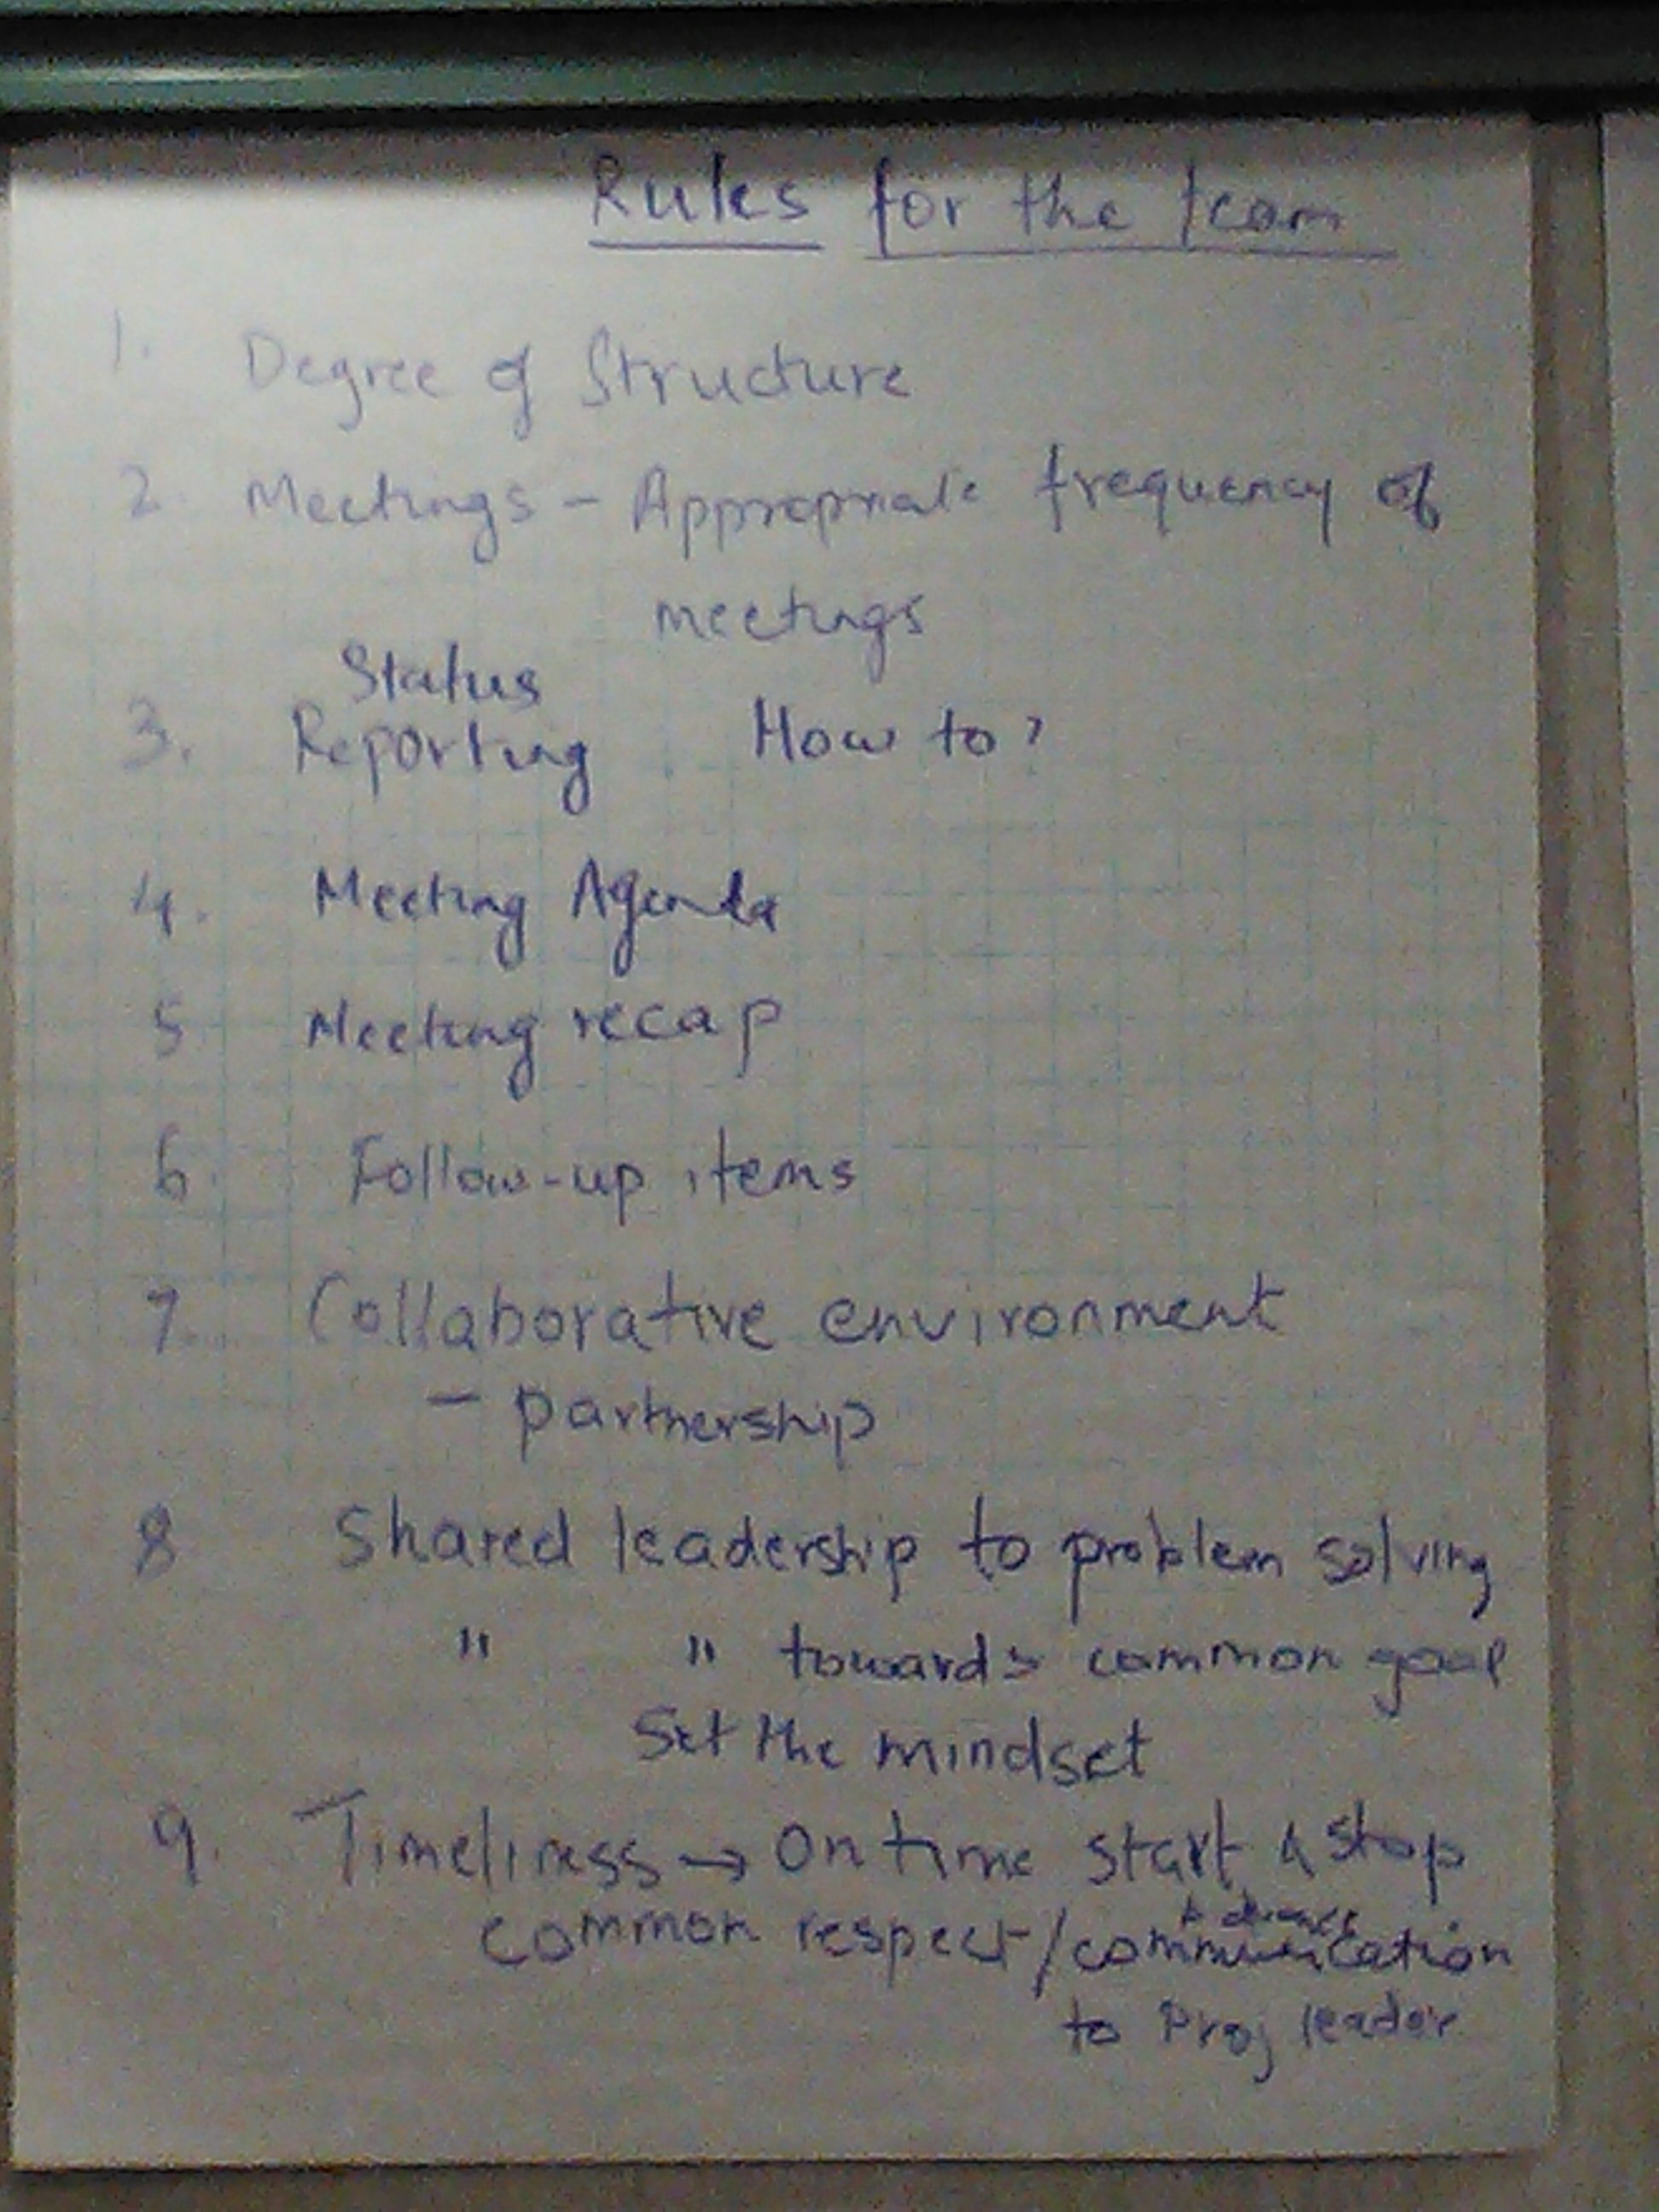 Rules for the team
1. Degree of Structure
2. Meetings - Appropriate frequency of
meetings
Status
3. Reporting How to?
4. Meeting Agenda
5 Meeting recap
6. Follow-up items
7. Collaborative environment
- partnership
8 Shared leadership to problem solving
" " towards common goal
Set the mindset
9. Timeliness → On time start & stop
common respect/communication
to Proj leader